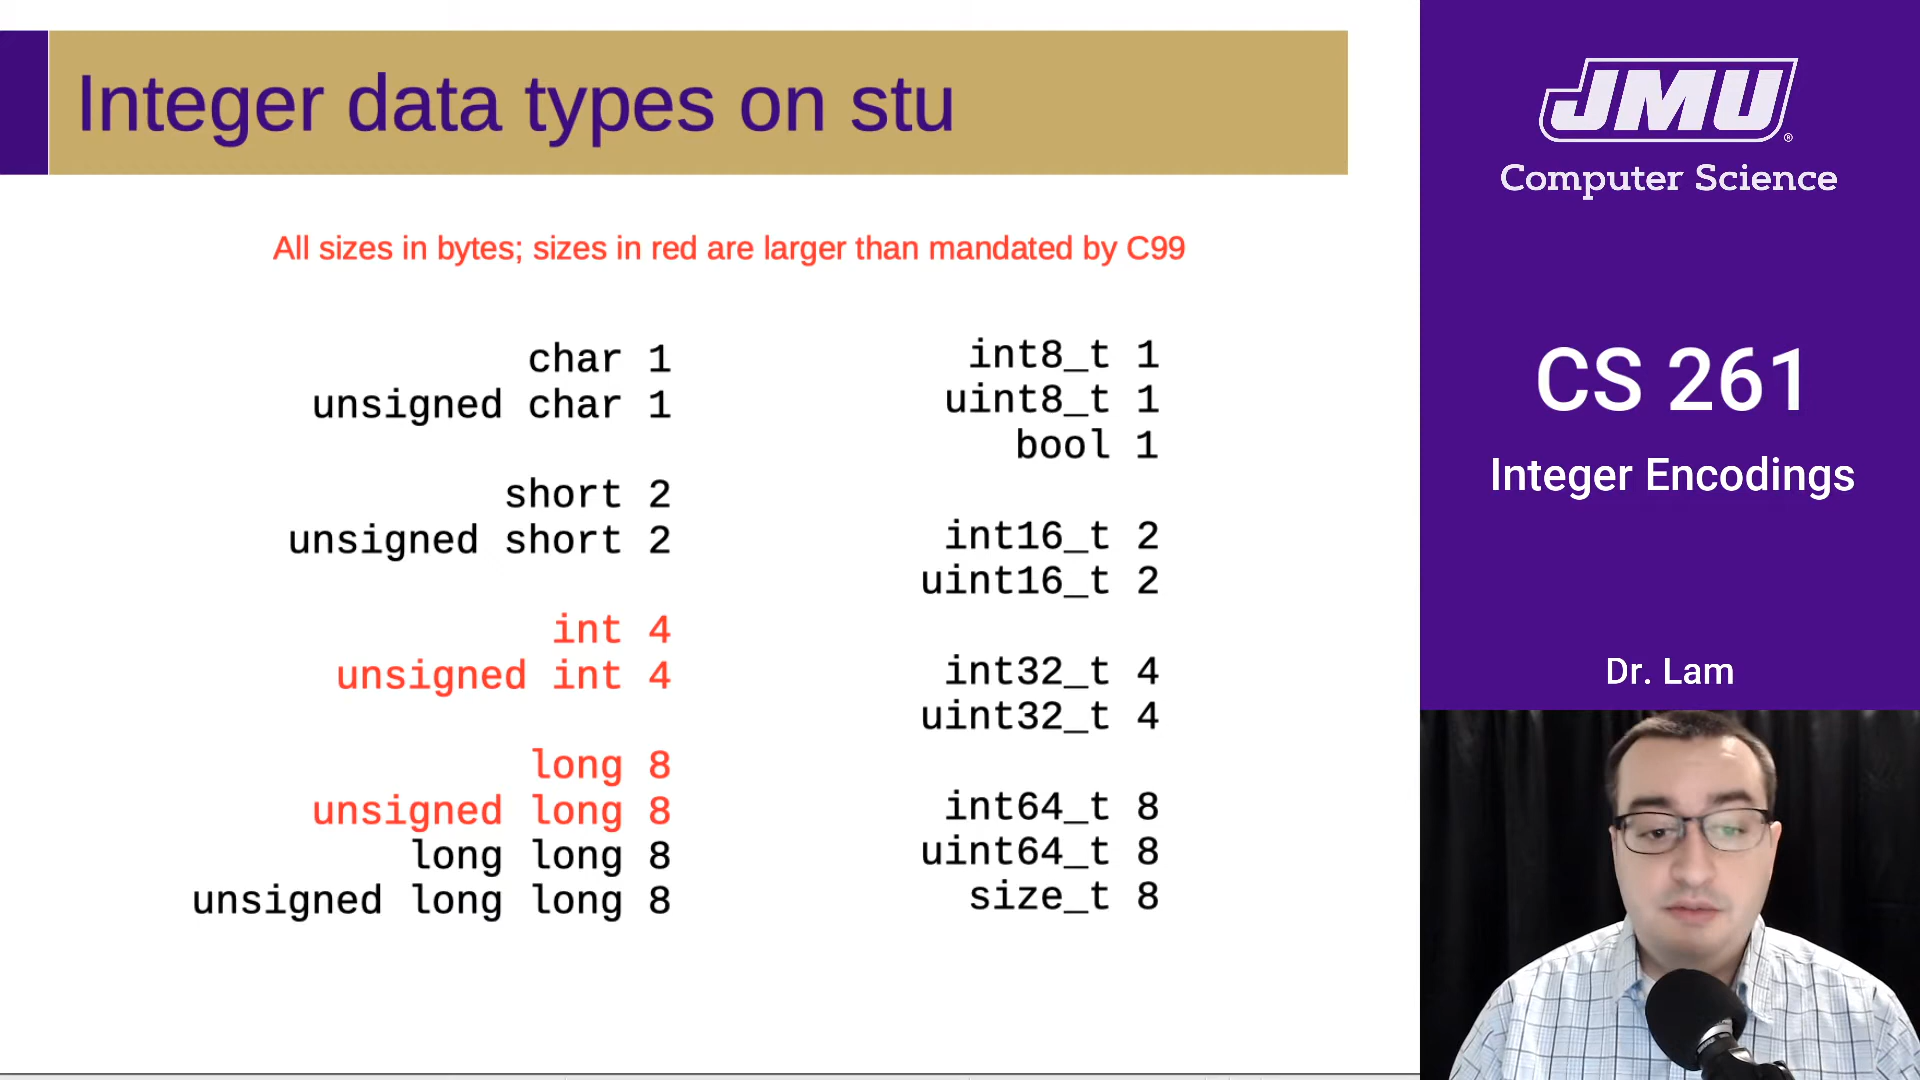 Integer data types on stu
All sizes in bytes; sizes in red are larger than mandated by C99
char 1
unsigned char 1
short 2
unsigned short 2
int 4
unsigned int 4
long 8
unsigned long 8
long long 8
unsigned long long 8
int8_t 1
uint8_t 1
bool 1
int16_t 2
uint16_t 2
int32_t 4
uint32_t 4
int64_t 8
uint64_t 8
size_t 8
JMU®
Computer Science
CS 261
Integer Encodings
Dr. Lam